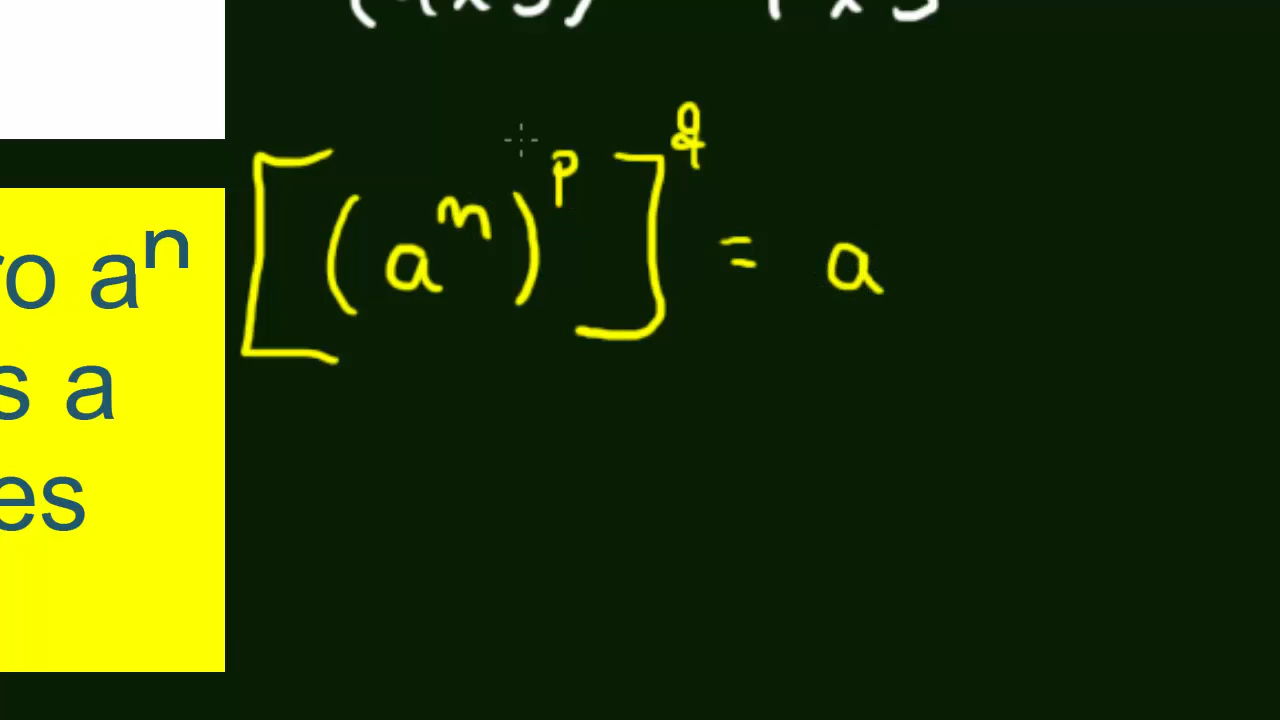 [(aⁿ)ᵖ]^q = a
ro aⁿ
s a
es